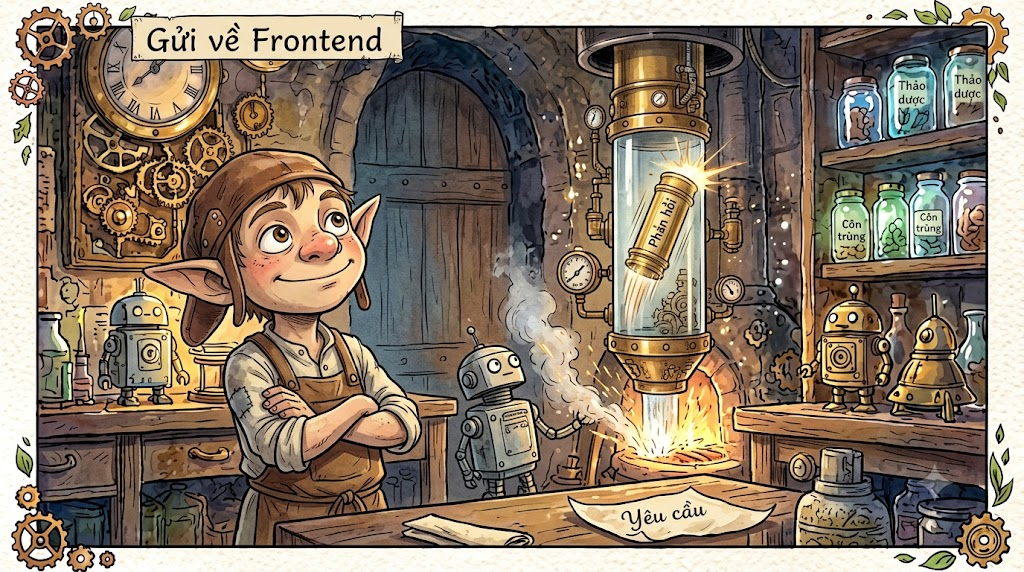 Gửi về Frontend
Thảo
dược
Thảo
dược
Phản hồi
Côn
trùng
Côn
trùng
Yêu cầu